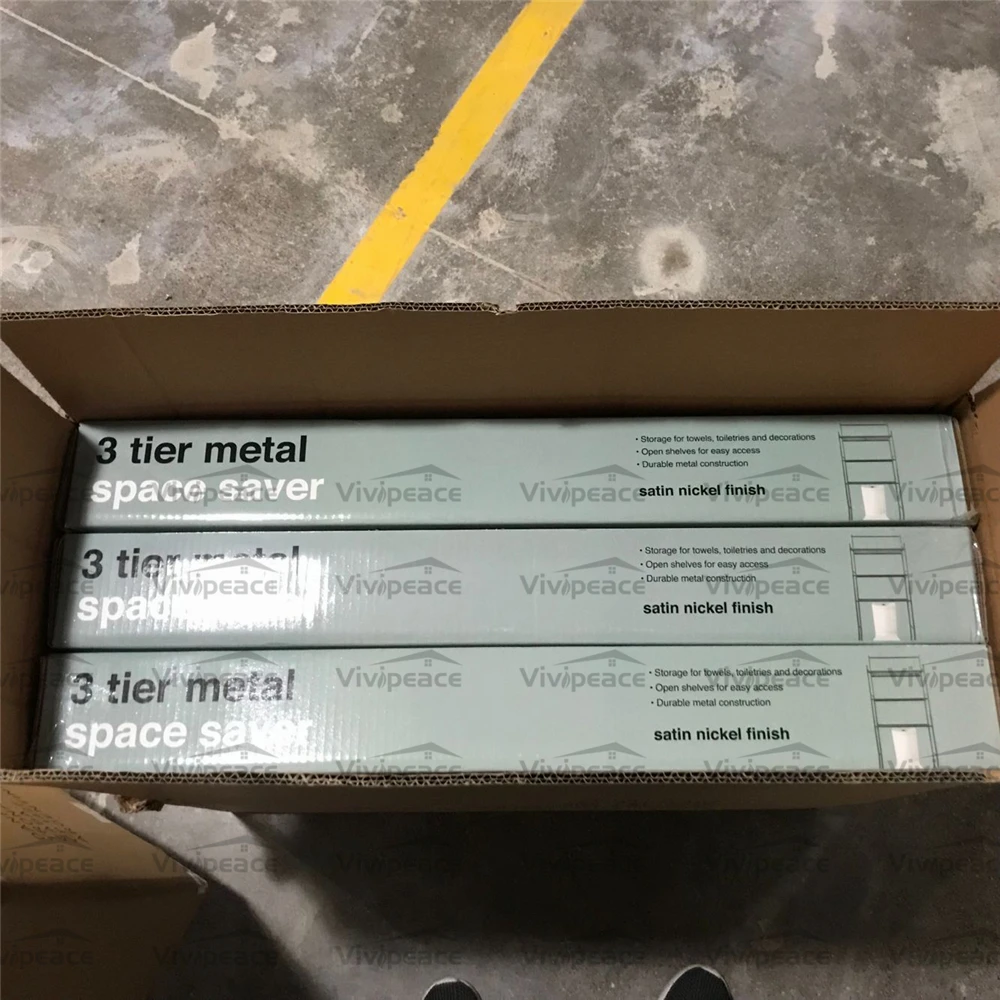 3 tier metal
space saver
• Storage for towels, toiletries and decorations
• Open shelves for easy access
• Durable metal construction
satin nickel finish
3 tier metal
• Storage for towels, toiletries and decorations
• Open shelves for easy access
• Durable metal construction
satin nickel finish
3 tier metal
space saver
• Storage for towels, toiletries and decorations
• Open shelves for easy access
• Durable metal construction
satin nickel finish
Vivipeace